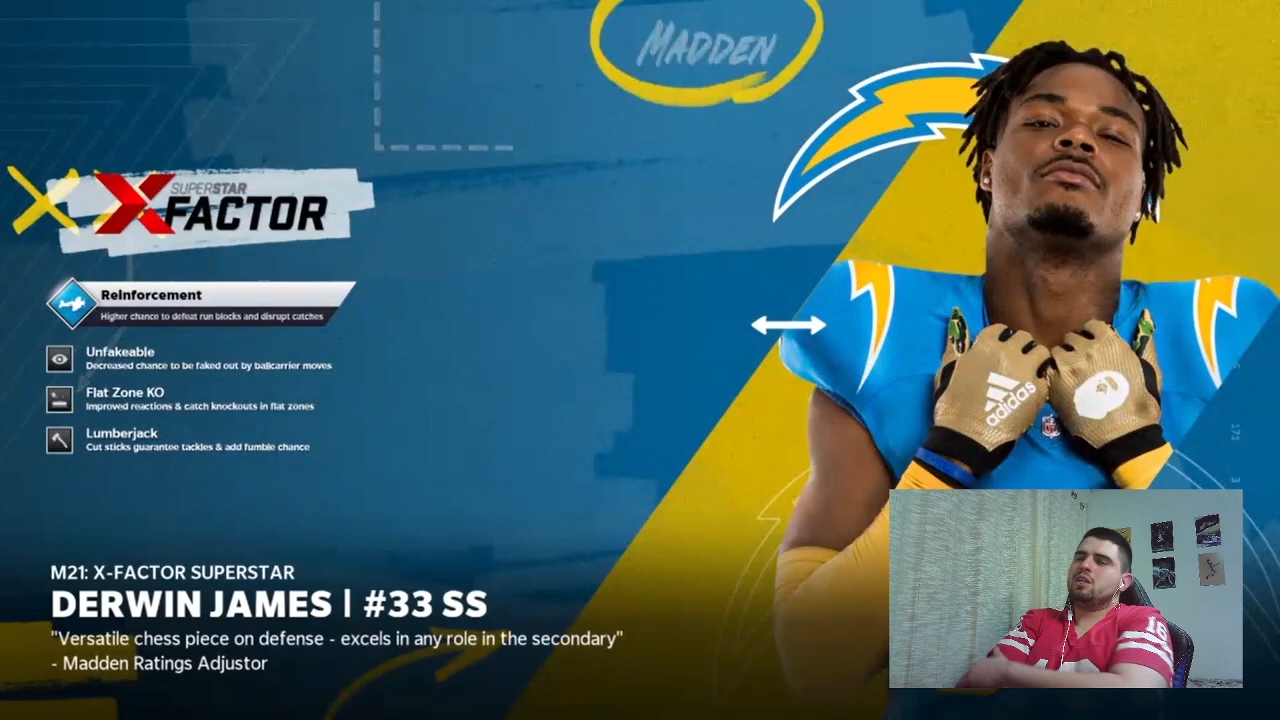 MADDEN
SUPERSTAR
X FACTOR
Reinforcement
Higher chance to defeat run blocks and disrupt catches
Unfakeable
Decreased chance to be faked out by ballcarrier moves
Flat Zone KO
Improved reactions & catch knockouts in flat zones
Lumberjack
Cut sticks guarantee tackles & add fumble chance
adidas
NFL
M21: X-FACTOR SUPERSTAR
DERWIN JAMES | #33 SS
"Versatile chess piece on defense - excels in any role in the secondary"
- Madden Ratings Adjustor